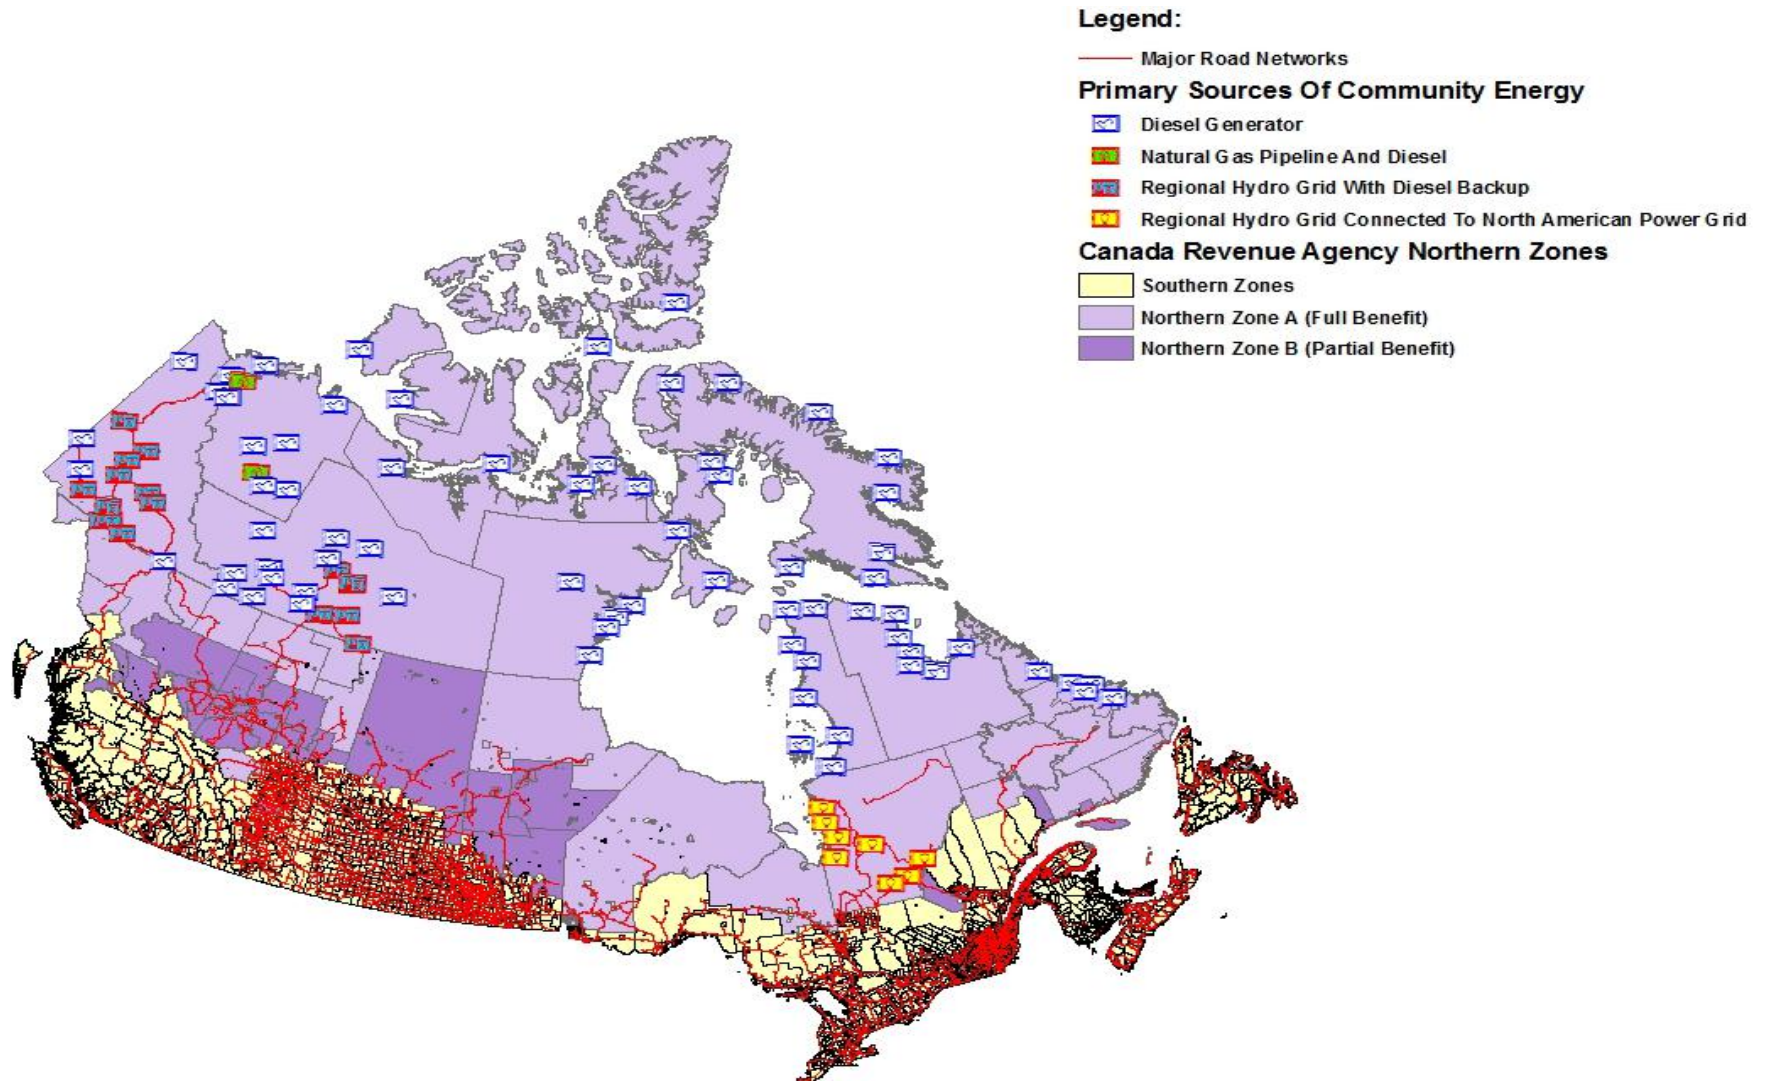 Legend:
Major Road Networks
Primary Sources Of Community Energy
Diesel Generator
Natural Gas Pipeline And Diesel
Regional Hydro Grid With Diesel Backup
Regional Hydro Grid Connected To North American Power Grid
Canada Revenue Agency Northern Zones
Southern Zones
Northern Zone A (Full Benefit)
Northern Zone B (Partial Benefit)